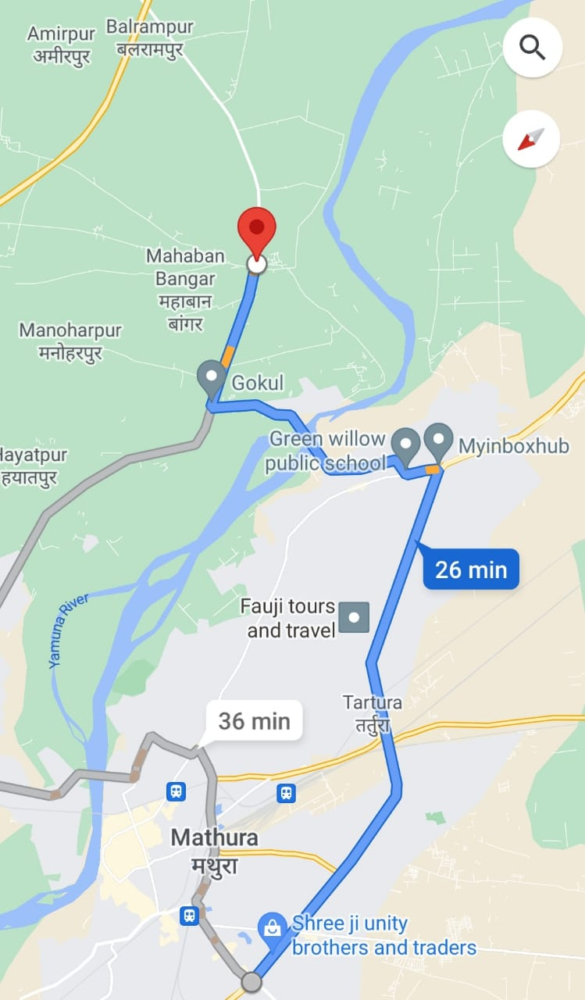 Amirpur
अमीरपुर
Balrampur
बलरामपुर
Mahaban
Bangar
महाबान
बांगर
Manoharpur
मनोहरपुर
Gokul
Hayatpur
हयातपुर
Green willow
public school
Myinboxhub
26 min
Yamuna River
Fauji tours
and travel
Tartura
तर्तुरा
36 min
Mathura
मथुरा
Shree ji unity
brothers and traders